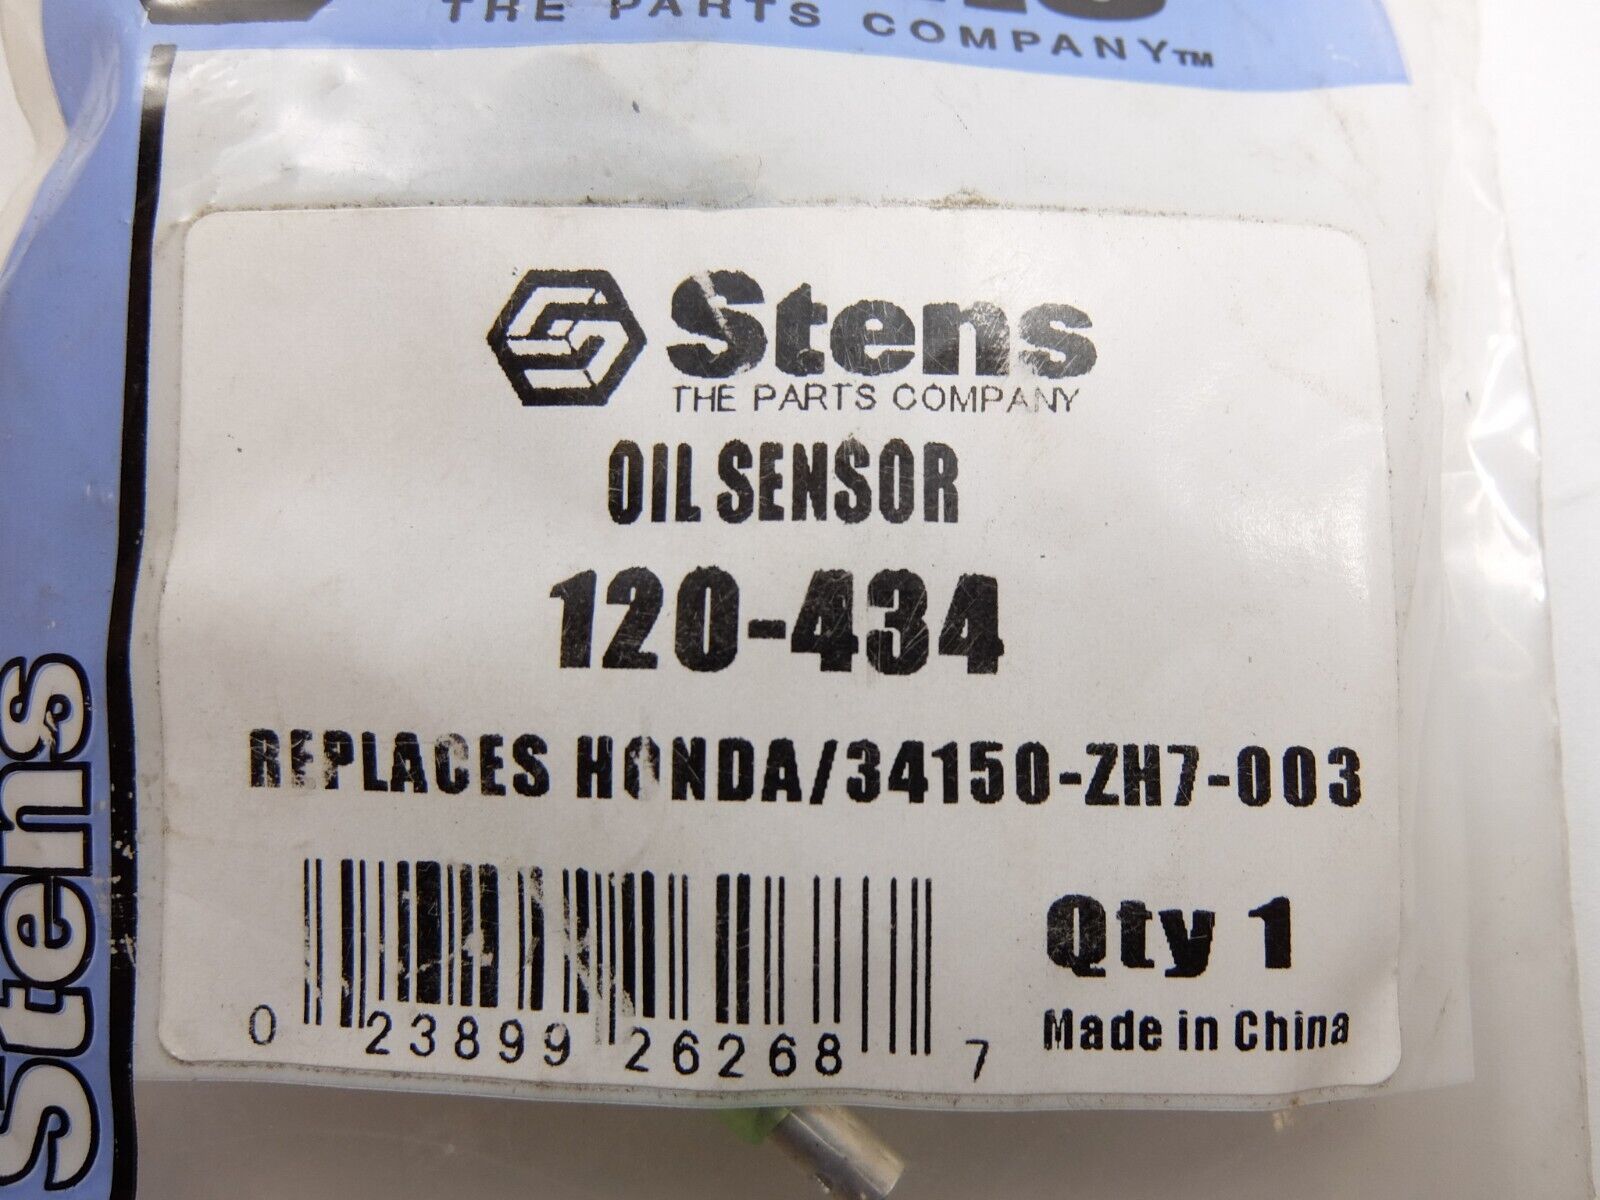 THE PARTS COMPANY™
Stens
THE PARTS COMPANY
OIL SENSOR
120-434
REPLACES HONDA/34150-ZH7-003
0 23899 26268 7
Qty 1
Made in China
Stens